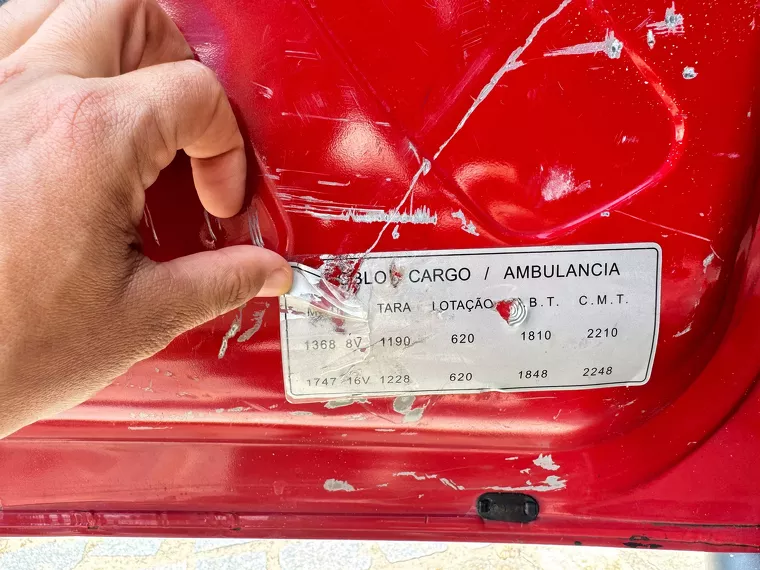 CARGO / AMBULANCIA
TARA LOTAÇÃO B.T. C.M.T.
1368 8V 1190 620 1810 2210
1747 16V 1228 620 1848 2248